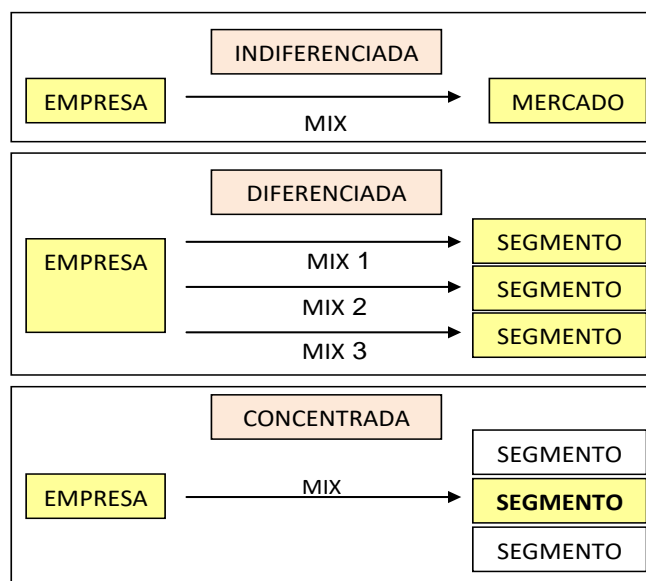 INDIFERENCIADA
EMPRESA
MERCADO
MIX
DIFERENCIADA
EMPRESA
SEGMENTO
MIX 1
SEGMENTO
MIX 2
SEGMENTO
MIX 3
CONCENTRADA
SEGMENTO
EMPRESA
MIX
SEGMENTO
SEGMENTO